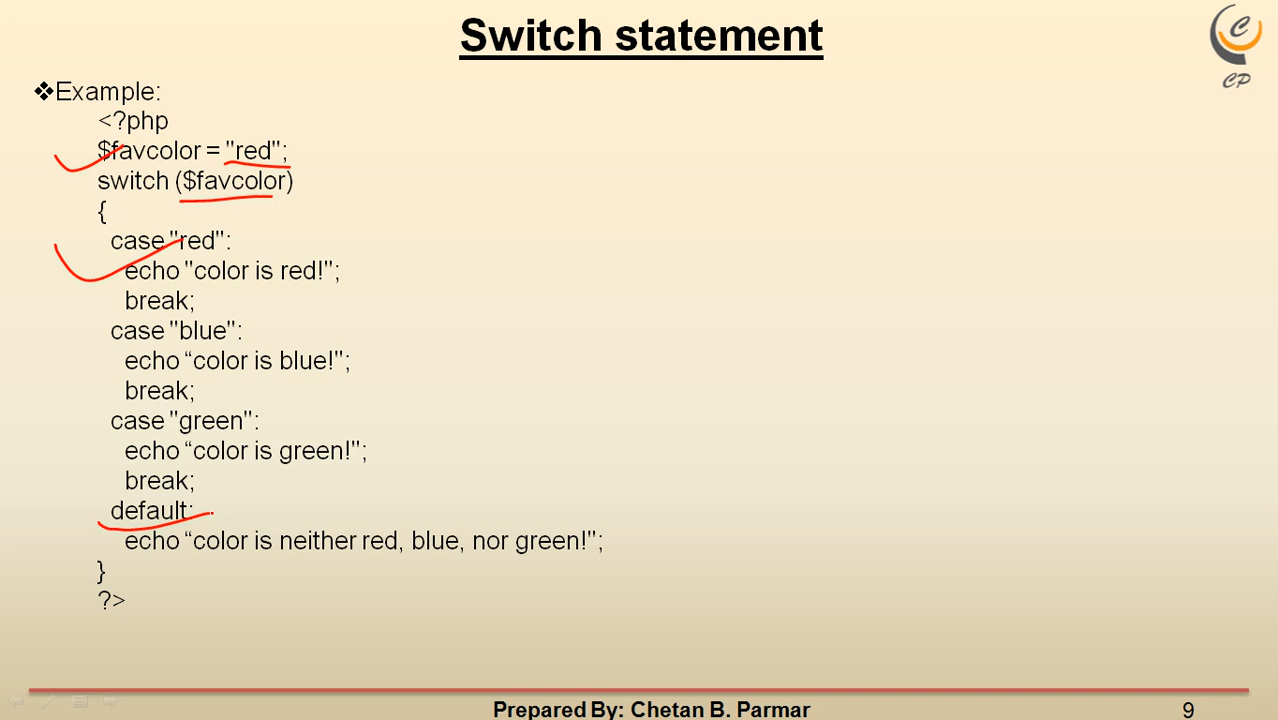 Switch statement
C
CP
❖Example:
<?php
$favcolor = "red";
switch ($favcolor)
{
case "red":
echo "color is red!";
break;
case "blue":
echo “color is blue!";
break;
case "green":
echo “color is green!";
break;
default:
echo “color is neither red, blue, nor green!";
}
?>
Prepared By: Chetan B. Parmar
9